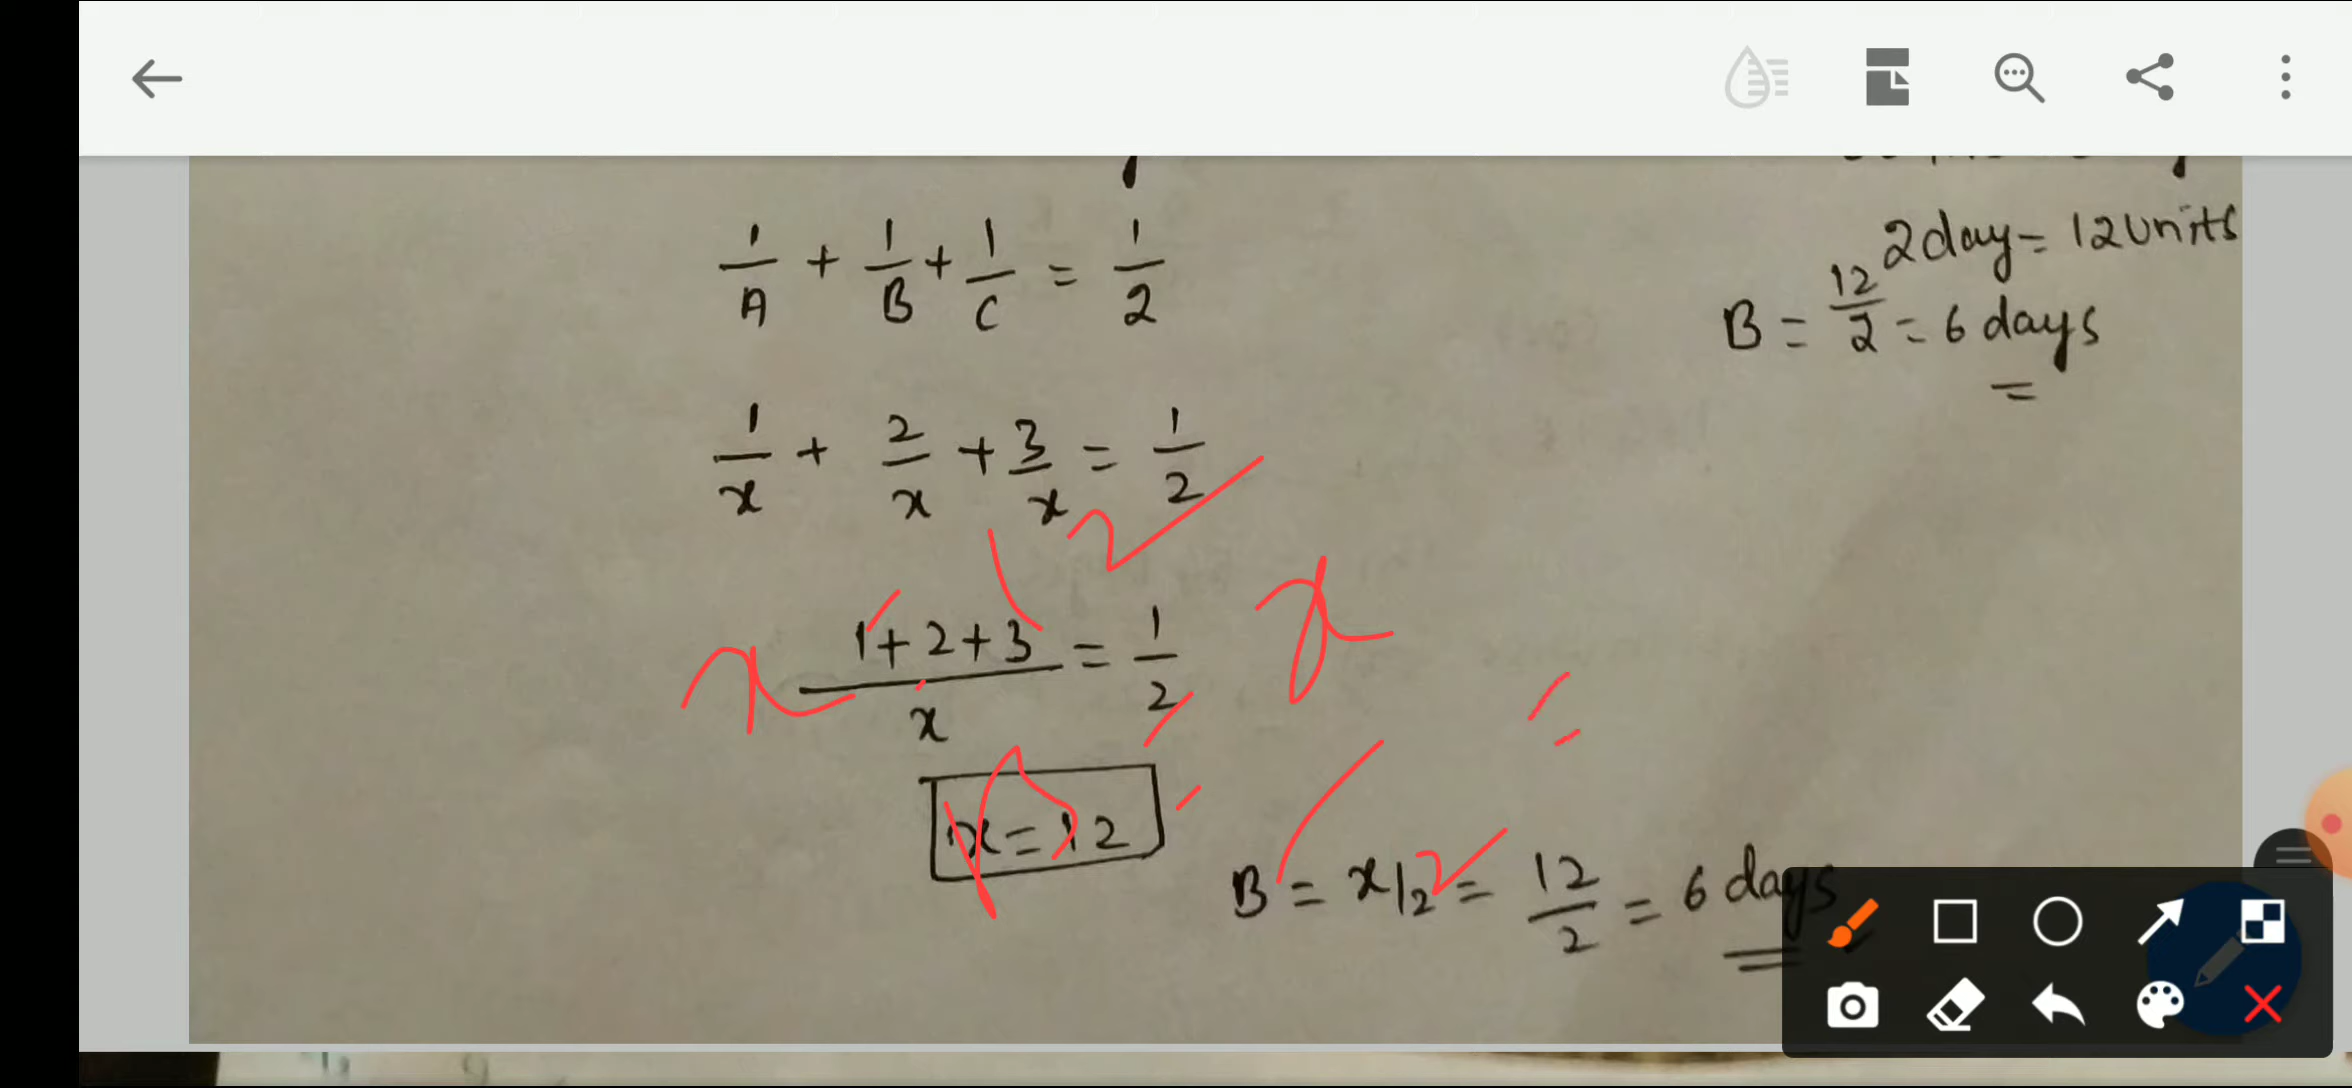 1/A + 1/B + 1/C = 1/2
2 day = 12 Units
B = 12/2 = 6 days
1/x + 2/x + 3/x = 1/2
1+2+3/x = 1/2
x = 12
B = x/2 = 12/2 = 6 days